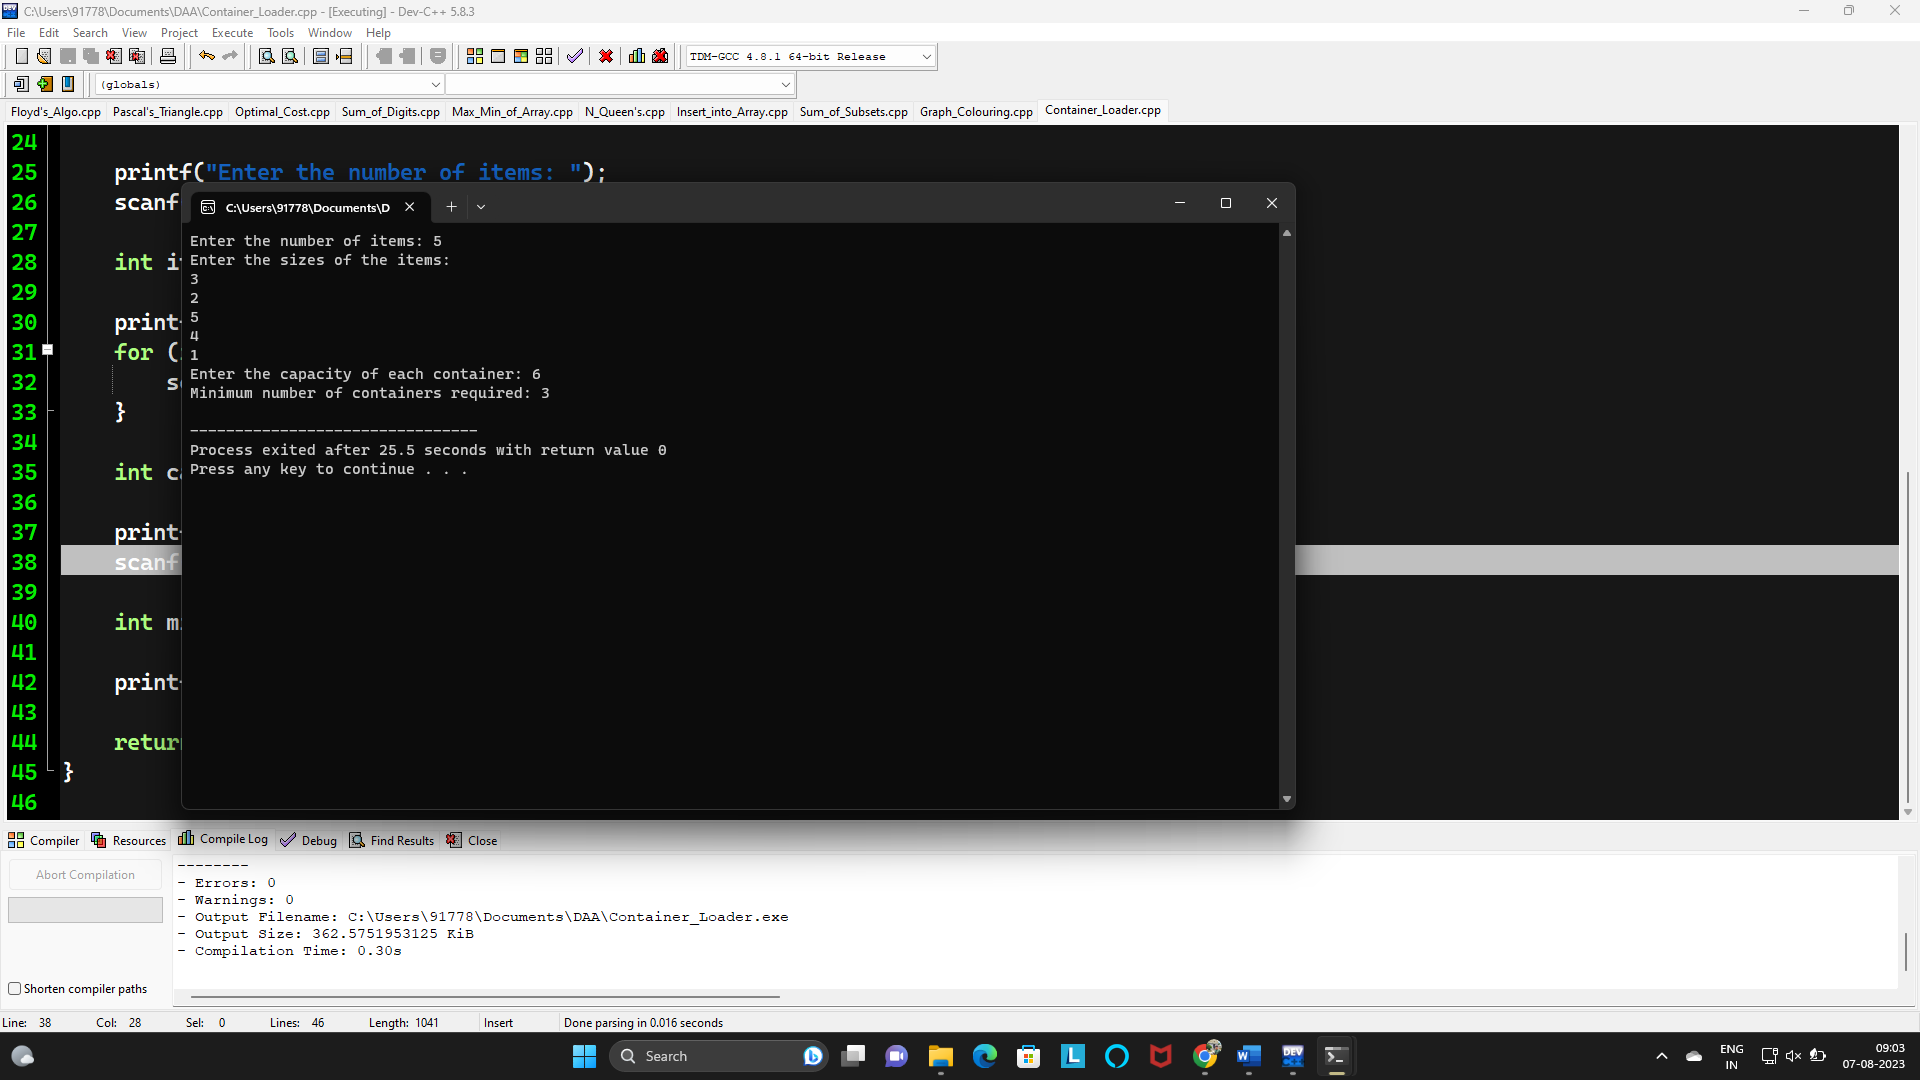 C:\Users\91778\Documents\DAA\Container_Loader.cpp - [Executing] - Dev-C++ 5.8.3
File Edit Search View Project Execute Tools Window Help
TDM-GCC 4.8.1 64-bit Release
(globals)
Floyd's_Algo.cpp Pascal's_Triangle.cpp Optimal_Cost.cpp Sum_of_Digits.cpp Max_Min_of_Array.cpp N_Queen's.cpp Insert_into_Array.cpp Sum_of_Subsets.cpp Graph_Colouring.cpp Container_Loader.cpp
24
25 printf("Enter the number of items: ");
26 scanf
27
28 int
29
30 print
31 for (
32
33 }
34
35 int
36
37 print
38 scanf
39
40 int
41
42 print
43
44 return
45 }
46
C:\Users\91778\Documents\D
Enter the number of items: 5
Enter the sizes of the items:
3
2
5
4
1
Enter the capacity of each container: 6
Minimum number of containers required: 3
--------------------------------
Process exited after 25.5 seconds with return value 0
Press any key to continue . . .
Compiler Resources Compile Log Debug Find Results Close
Abort Compilation
Shorten compiler paths
--------
- Errors: 0
- Warnings: 0
- Output Filename: C:\Users\91778\Documents\DAA\Container_Loader.exe
- Output Size: 362.5751953125 KiB
- Compilation Time: 0.30s
Line: 38 Col: 28 Sel: 0 Lines: 46 Length: 1041 Insert Done parsing in 0.016 seconds
Search
ENG
IN
09:03
07-08-2023